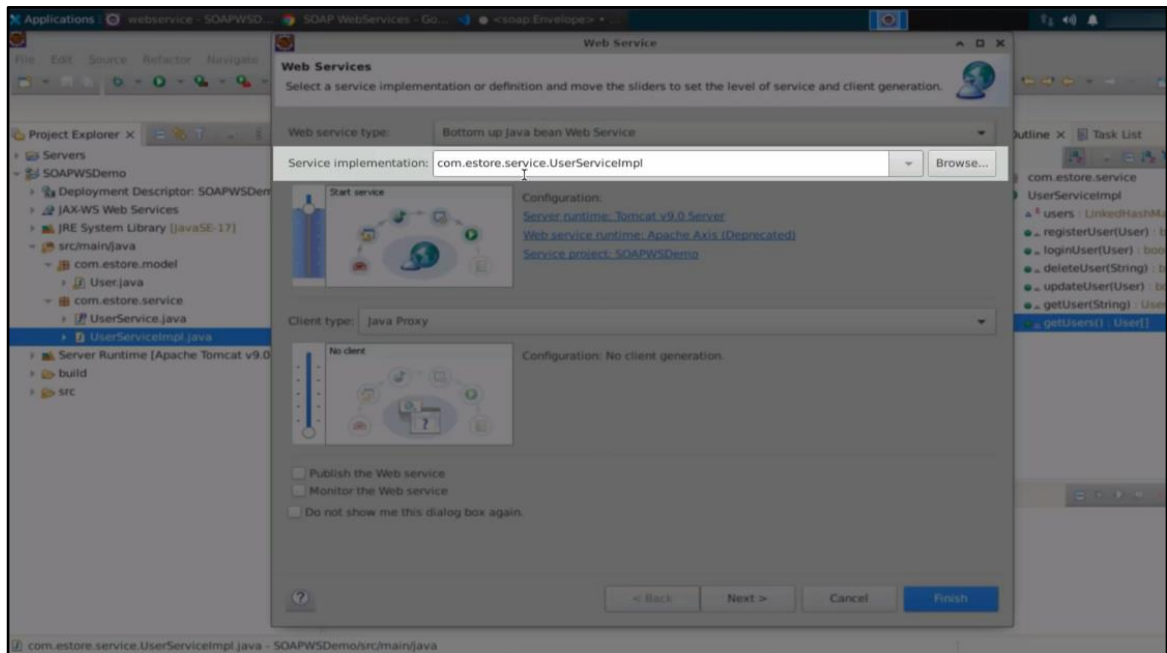 Applications : webservice - SOAPWSD... SOAP WebServices - Go... <soap:Envelope> • ...
Web Service
File Edit Source Refactor Navigate
Web Services
Select a service implementation or definition and move the sliders to set the level of service and client generation.
Project Explorer ×
Servers
SOAPWSDemo
Deployment Descriptor: SOAPWSDem
JAX-WS Web Services
JRE System Library [JavaSE-17]
src/main/java
com.estore.model
User.java
com.estore.service
UserService.java
UserServiceImpl.java
Server Runtime [Apache Tomcat v9.0
build
src
Web service type: Bottom up Java bean Web Service
Service implementation: com.estore.service.UserServiceImpl Browse...
Start service
Configuration:
Server runtime: Tomcat v9.0 Server
Web service runtime: Apache Axis (Deprecated)
Service project: SOAPWSDemo
Client type: Java Proxy
No client
Configuration: No client generation.
Publish the Web service
Monitor the Web service
Do not show me this dialog box again.
? < Back Next > Cancel Finish
Outline × Task List
com.estore.service
UserServiceImpl
users : LinkedHashMa
registerUser(User) : b
loginUser(User) : boo
deleteUser(String) : b
updateUser(User) : bo
getUser(String) : User
getUsers() : User[]
com.estore.service.UserServiceImpl.java - SOAPWSDemo/src/main/java